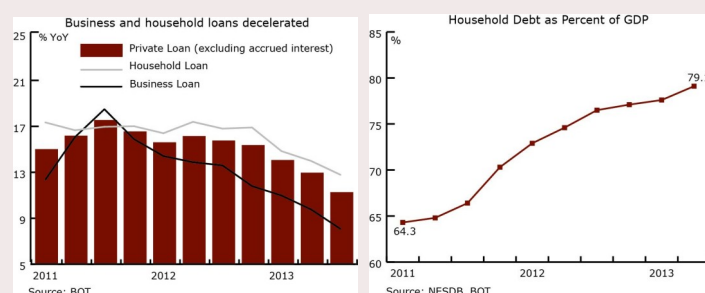 Business and household loans decelerated
% YoY
25
21
17
13
9
5
Private Loan (excluding accrued interest)
Household Loan
Business Loan
2011 2012 2013
Source: BOT
Household Debt as Percent of GDP
%
85
80
75
70
65
60
64.3
2011 2012 2013
Source: NESDB, BOT